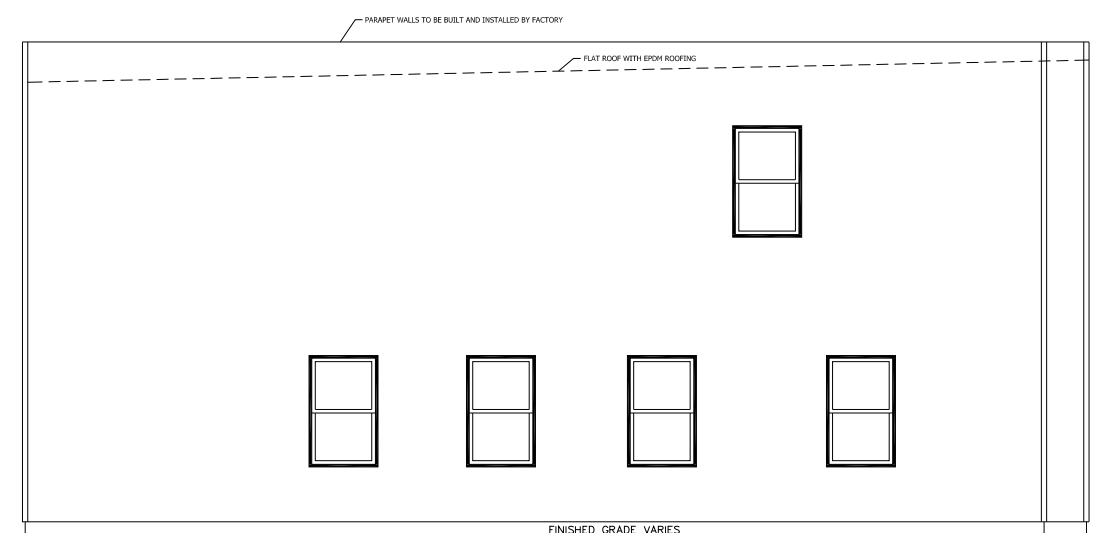 PARAPET WALLS TO BE BUILT AND INSTALLED BY FACTORY
FLAT ROOF WITH EPDM ROOFING
FINISHED GRADE VARIES